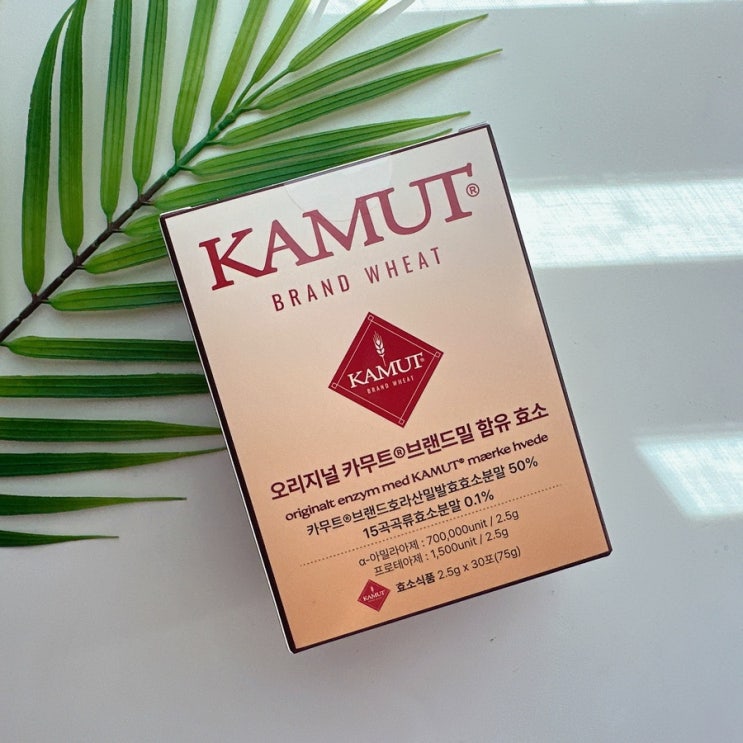 KAMUT®
BRAND WHEAT
KAMUT®
BRAND WHEAT
오리지널 카무트®브랜드밀 함유 효소
originalt enzym med KAMUT® mærke hvede
카무트®브랜드호라산밀발효효소분말 50%
15곡곡류효소분말 0.1%
α-아밀라아제 : 700,000unit / 2.5g
프로테아제 : 1,500unit / 2.5g
KAMUT
효소식품 2.5g x 30포(75g)